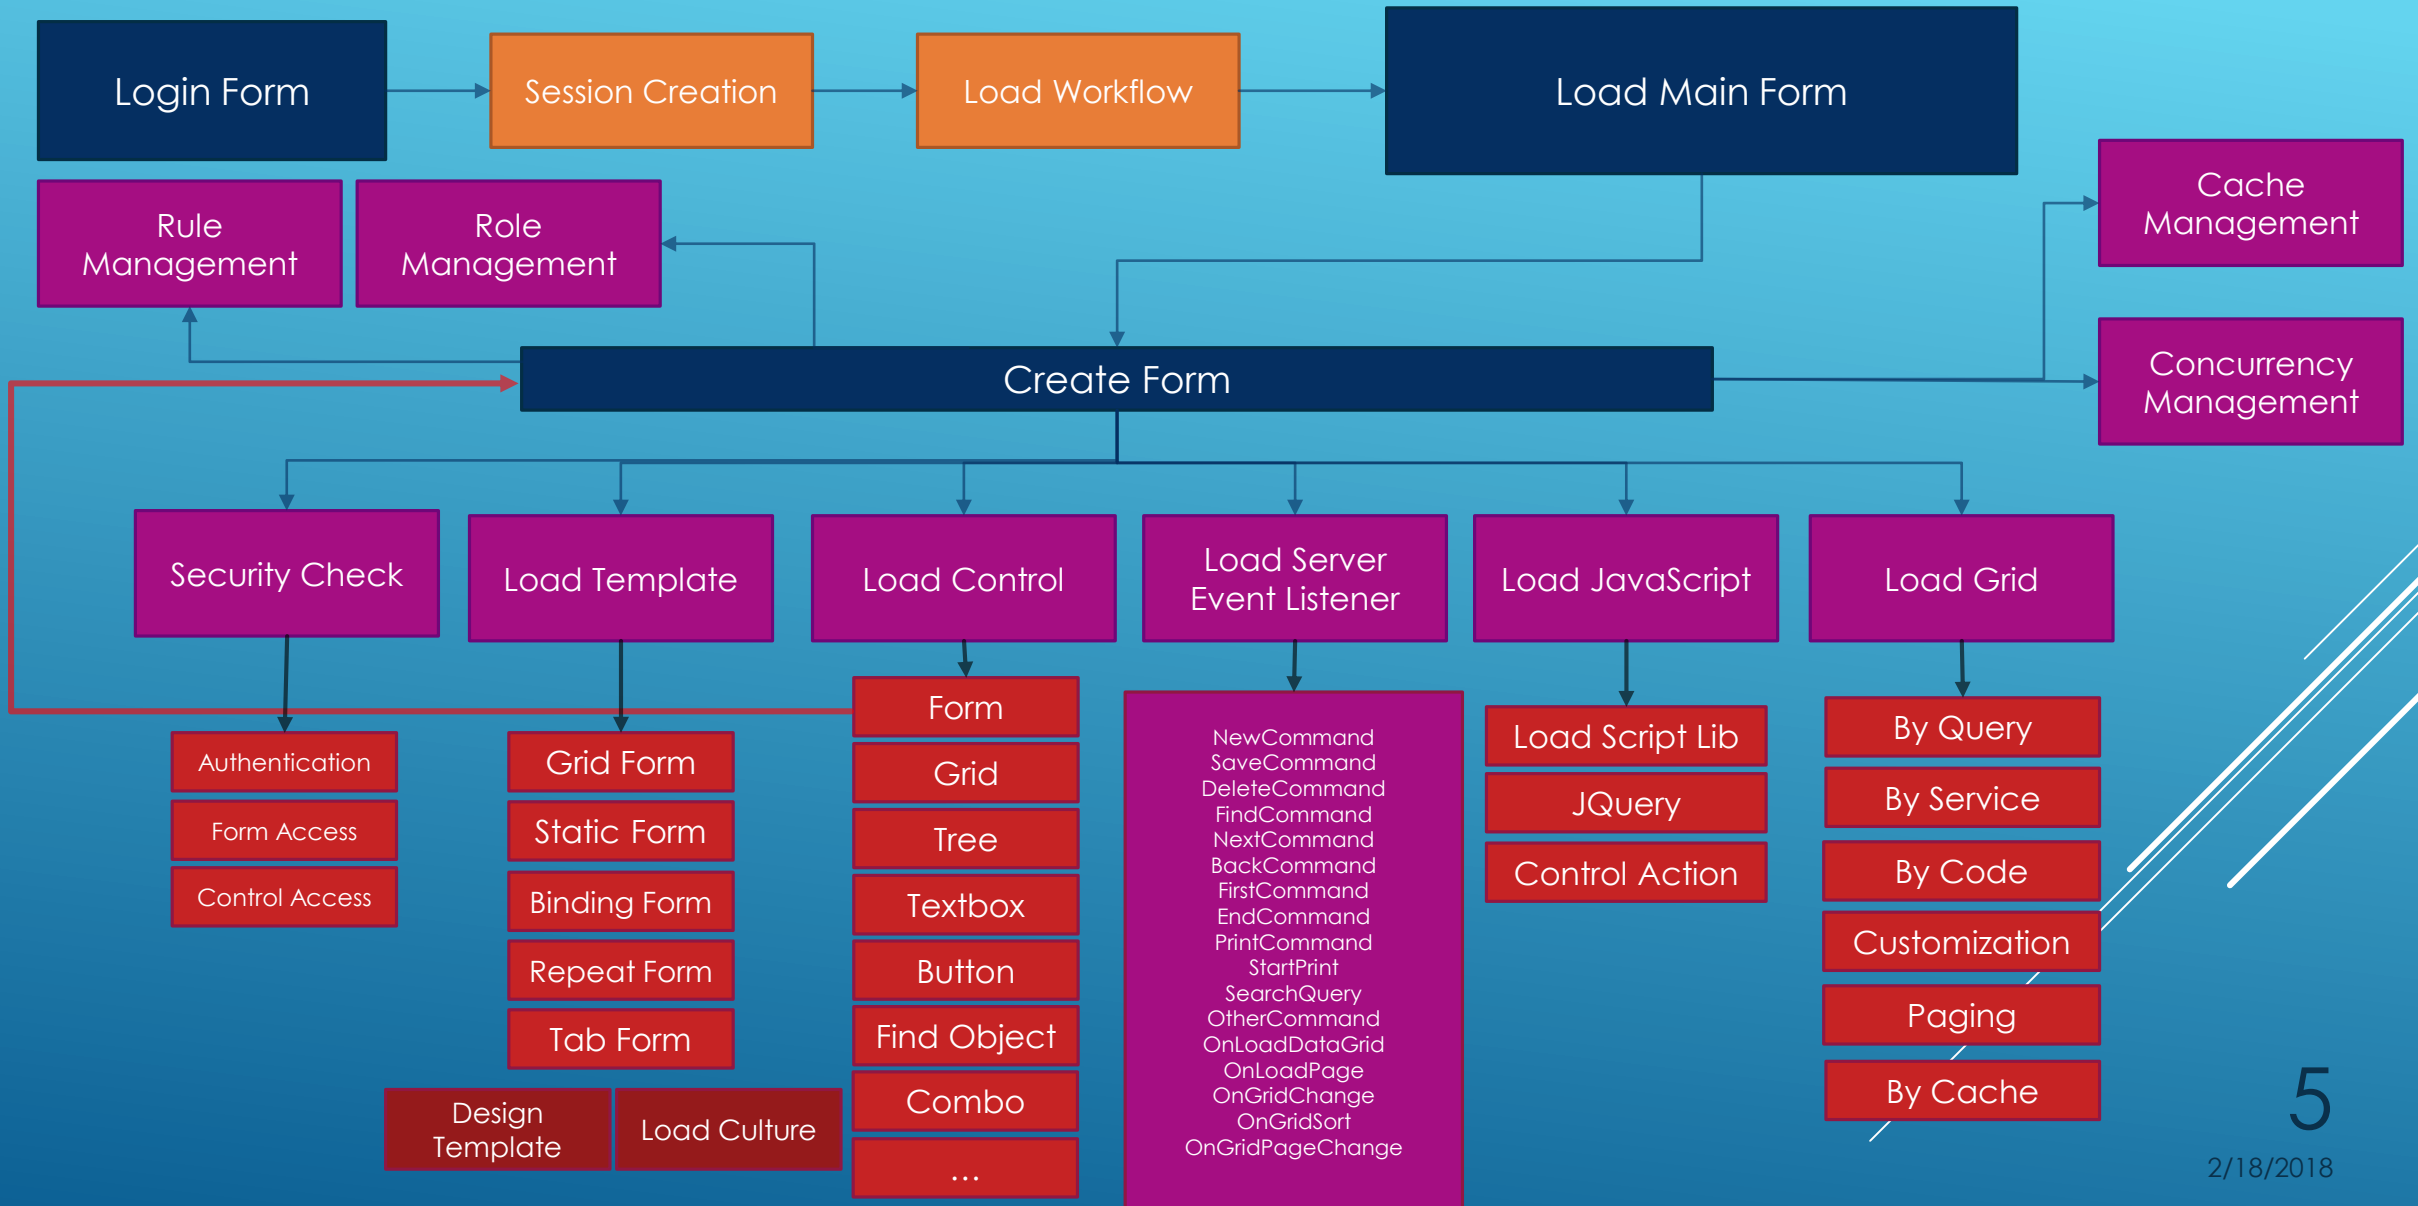 Login Form
Session Creation
Load Workflow
Load Main Form
Rule
Management
Role
Management
Cache
Management
Create Form
Concurrency
Management
Security Check
Load Template
Load Control
Load Server
Event Listener
Load JavaScript
Load Grid
Authentication
Form Access
Control Access
Grid Form
Static Form
Binding Form
Repeat Form
Tab Form
Design
Template
Load Culture
Form
Grid
Tree
Textbox
Button
Find Object
Combo
...
NewCommand
SaveCommand
DeleteCommand
FindCommand
NextCommand
BackCommand
FirstCommand
EndCommand
PrintCommand
StartPrint
SearchQuery
OtherCommand
OnLoadDataGrid
OnLoadPage
OnGridChange
OnGridSort
OnGridPageChange
Load Script Lib
JQuery
Control Action
By Query
By Service
By Code
Customization
Paging
By Cache
5
2/18/2018